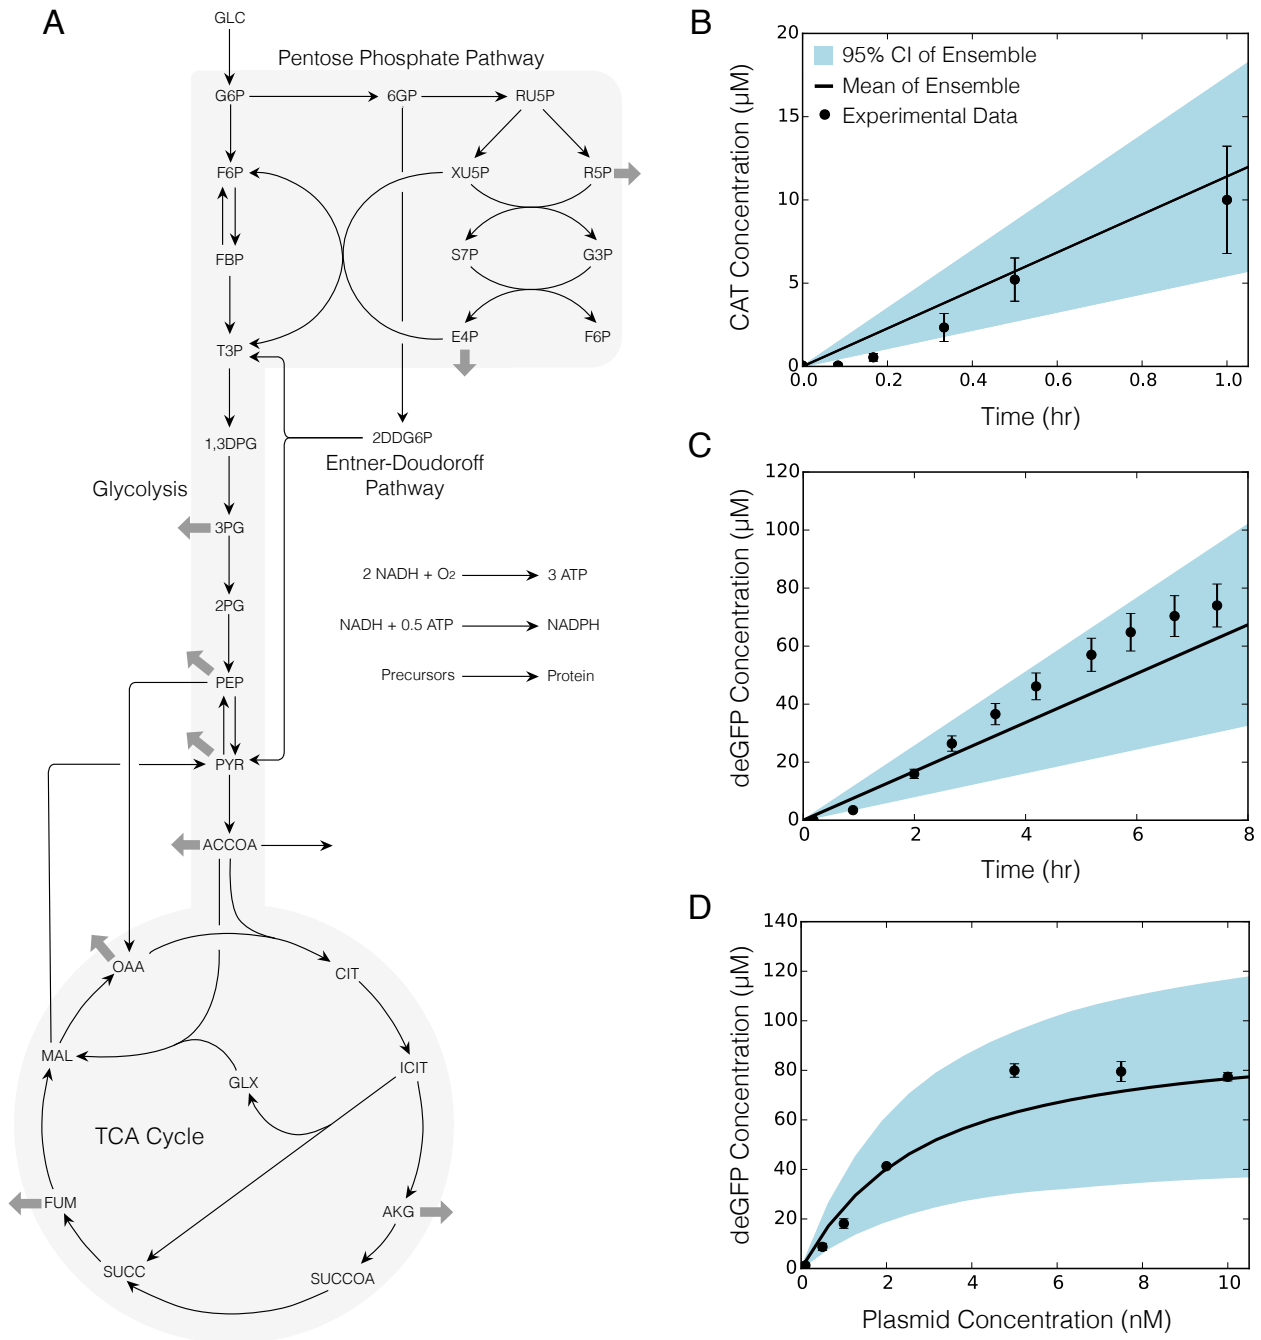 A
GLC
Pentose Phosphate Pathway
G6P
6GP
RU5P
F6P
XU5P
R5P
FBP
S7P
G3P
T3P
E4P
F6P
1,3DPG
2DDG6P
Entner-Doudoroff
Pathway
Glycolysis
3PG
2 NADH + O₂
3 ATP
2PG
NADH + 0.5 ATP
NADPH
Precursors
Protein
PEP
PYR
ACCOA
OAA
CIT
MAL
ICIT
GLX
TCA Cycle
FUM
AKG
SUCC
SUCCOA
B
20
15
10
5
0
CAT Concentration (μM)
95% CI of Ensemble
Mean of Ensemble
Experimental Data
0.0
0.2
0.4
0.6
0.8
1.0
Time (hr)
C
120
100
80
60
40
20
0
deGFP Concentration (μM)
0
2
4
6
8
Time (hr)
D
140
120
100
80
60
40
20
0
deGFP Concentration (μM)
0
2
4
6
8
10
Plasmid Concentration (nM)